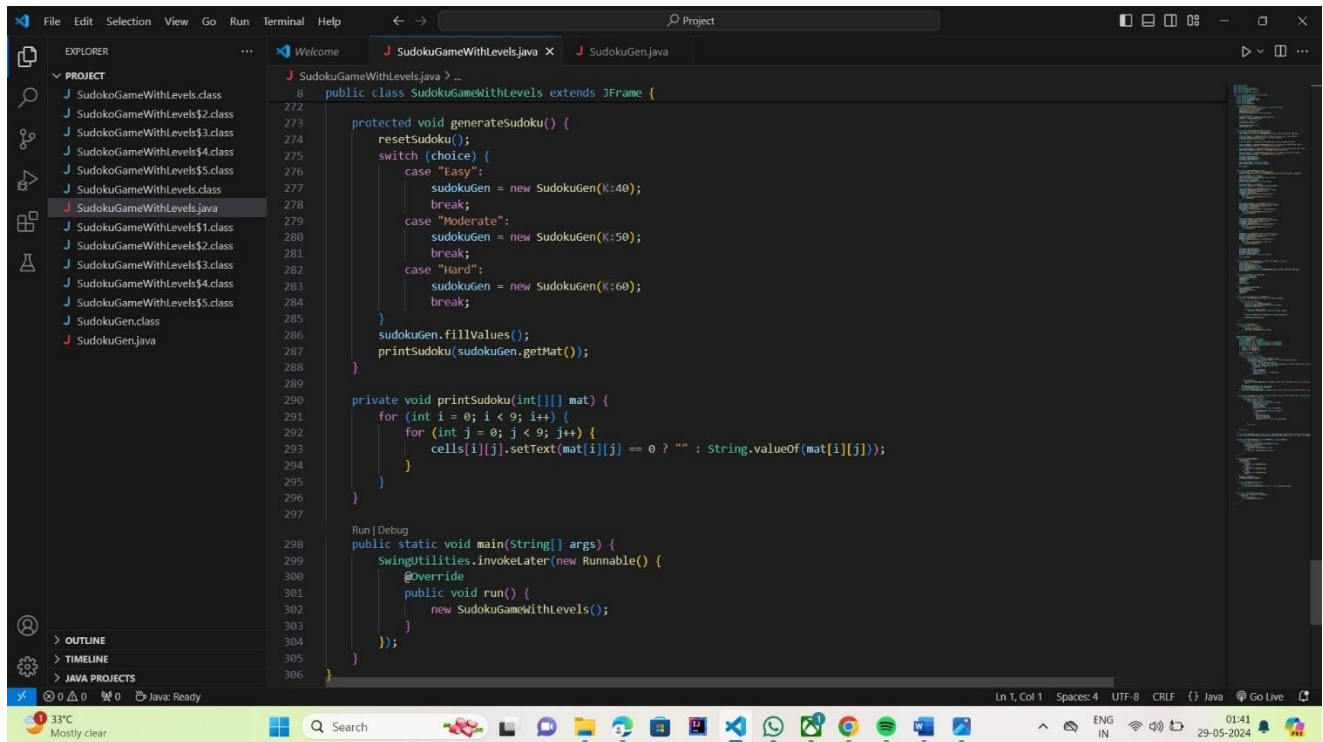 File Edit Selection View Go Run Terminal Help
Project
EXPLORER
Welcome
SudokuGameWithLevels.java
SudokuGen.java
PROJECT
SudokoGameWithLevels.class
SudokoGameWithLevels$2.class
SudokoGameWithLevels$3.class
SudokoGameWithLevels$4.class
SudokoGameWithLevels$5.class
SudokuGameWithLevels.class
SudokuGameWithLevels.java
SudokuGameWithLevels$1.class
SudokuGameWithLevels$2.class
SudokuGameWithLevels$3.class
SudokuGameWithLevels$4.class
SudokuGameWithLevels$5.class
SudokuGen.class
SudokuGen.java
OUTLINE
TIMELINE
JAVA PROJECTS
SudokuGameWithLevels.java > ...
8 public class SudokuGameWithLevels extends JFrame {
272
273 protected void generateSudoku() {
274 resetSudoku();
275 switch (choice) {
276 case "Easy":
277 sudokuGen = new SudokuGen(K:40);
278 break;
279 case "Moderate":
280 sudokuGen = new SudokuGen(K:50);
281 break;
282 case "Hard":
283 sudokuGen = new SudokuGen(K:60);
284 break;
285 }
286 sudokuGen.fillValues();
287 printSudoku(sudokuGen.getMat());
288 }
289
290 private void printSudoku(int[][] mat) {
291 for (int i = 0; i < 9; i++) {
292 for (int j = 0; j < 9; j++) {
293 cells[i][j].setText(mat[i][j] == 0 ? "" : String.valueOf(mat[i][j]));
294 }
295 }
296 }
297
Run | Debug
298 public static void main(String[] args) {
299 SwingUtilities.invokeLater(new Runnable() {
300 @Override
301 public void run() {
302 new SudokuGameWithLevels();
303 }
304 });
305 }
306 }
0 0 0 Java: Ready
Ln 1, Col 1 Spaces: 4 UTF-8 CRLF {} Java Go Live
1
33°C
Mostly clear
Search
ENG
IN
01:41
29-05-2024
PRE